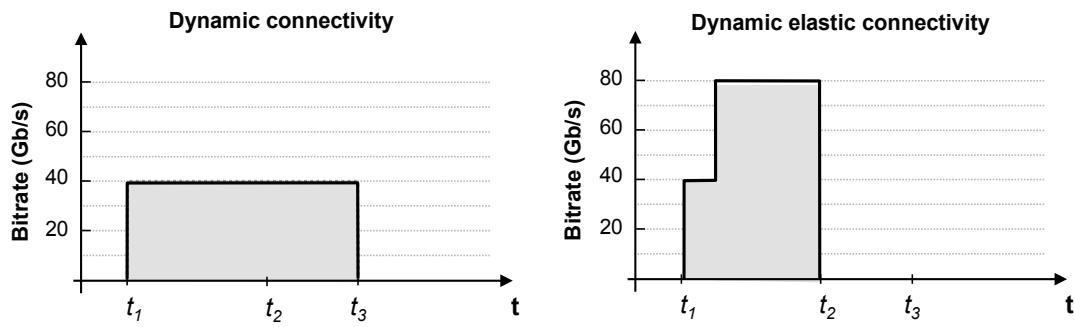 Dynamic connectivity
Bitrate (Gb/s)
80
60
40
20
t1 t2 t3 t
Dynamic elastic connectivity
Bitrate (Gb/s)
80
60
40
20
t1 t2 t3 t